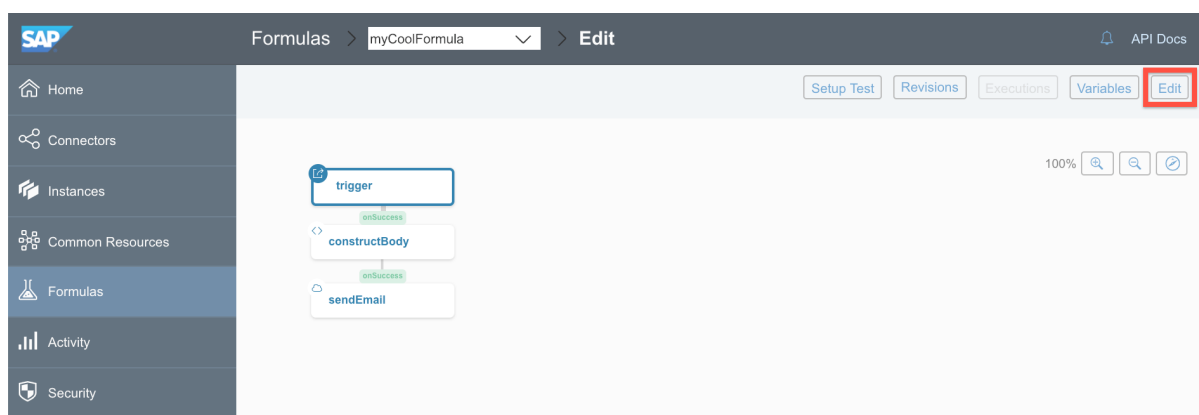 SAP
Formulas > myCoolFormula > Edit
API Docs
Home
Connectors
Instances
Common Resources
Formulas
Activity
Security
Setup Test
Revisions
Executions
Variables
Edit
100%
trigger
onSuccess
constructBody
onSuccess
sendEmail